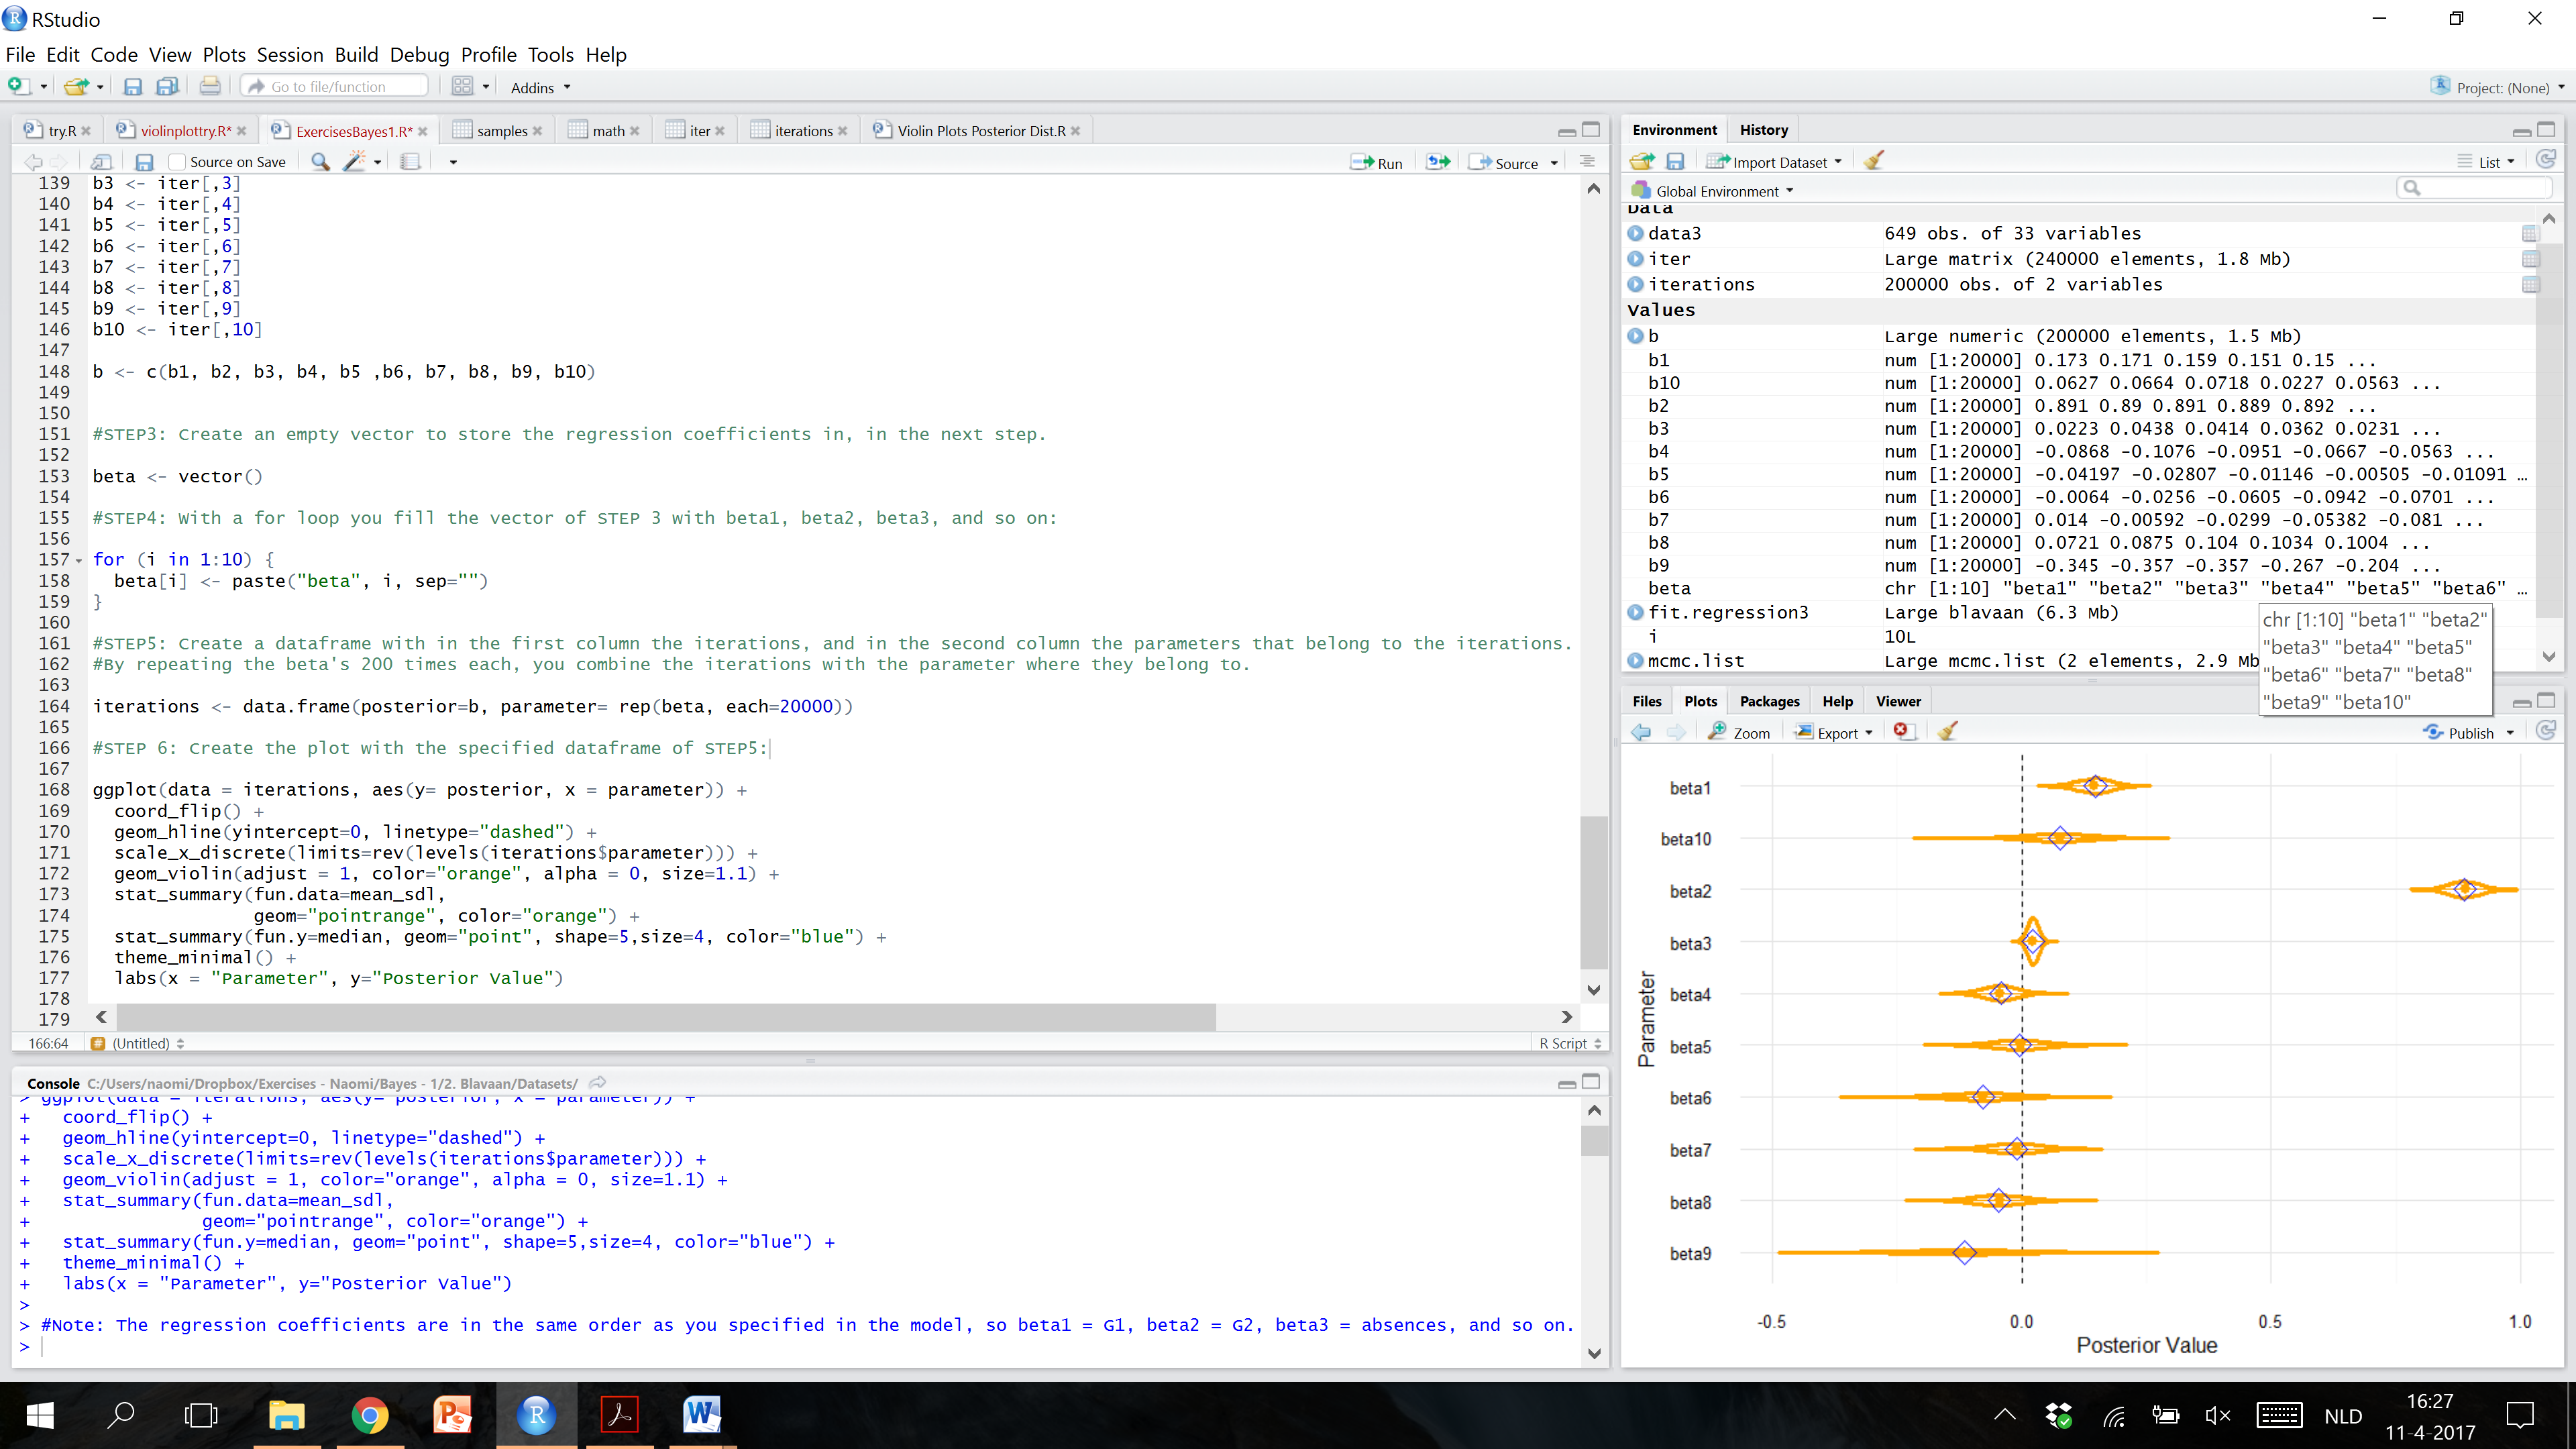 RStudio
File Edit Code View Plots Session Build Debug Profile Tools Help
Go to file/function Addins Project: (None)
try.R violinplottry.R* ExercisesBayes1.R* samples math iter iterations Violin Plots Posterior Dist.R
Source on Save Run Source
139 b3 <- iter[,3]
140 b4 <- iter[,4]
141 b5 <- iter[,5]
142 b6 <- iter[,6]
143 b7 <- iter[,7]
144 b8 <- iter[,8]
145 b9 <- iter[,9]
146 b10 <- iter[,10]
147
148 b <- c(b1, b2, b3, b4, b5 ,b6, b7, b8, b9, b10)
149
150
151 #STEP3: Create an empty vector to store the regression coefficients in, in the next step.
152
153 beta <- vector()
154
155 #STEP4: With a for loop you fill the vector of STEP 3 with beta1, beta2, beta3, and so on:
156
157 for (i in 1:10) {
158 beta[i] <- paste("beta", i, sep="")
159 }
160
161 #STEP5: Create a dataframe with in the first column the iterations, and in the second column the parameters that belong to the iterations.
162 #By repeating the beta's 200 times each, you combine the iterations with the parameter where they belong to.
163
164 iterations <- data.frame(posterior=b, parameter= rep(beta, each=20000))
165
166 #STEP 6: Create the plot with the specified dataframe of STEP5:
167
168 ggplot(data = iterations, aes(y= posterior, x = parameter)) +
169 coord_flip() +
170 geom_hline(yintercept=0, linetype="dashed") +
171 scale_x_discrete(limits=rev(levels(iterations$parameter))) +
172 geom_violin(adjust = 1, color="orange", alpha = 0, size=1.1) +
173 stat_summary(fun.data=mean_sdl,
174 geom="pointrange", color="orange") +
175 stat_summary(fun.y=median, geom="point", shape=5,size=4, color="blue") +
176 theme_minimal() +
177 labs(x = "Parameter", y="Posterior Value")
178
179
166:64 (Untitled) R Script
Console C:/Users/naomi/Dropbox/Exercises - Naomi/Bayes - 1/2. Blavaan/Datasets/
> ggplot(data = iterations, aes(y= posterior, x = parameter)) +
+ coord_flip() +
+ geom_hline(yintercept=0, linetype="dashed") +
+ scale_x_discrete(limits=rev(levels(iterations$parameter))) +
+ geom_violin(adjust = 1, color="orange", alpha = 0, size=1.1) +
+ stat_summary(fun.data=mean_sdl,
+ geom="pointrange", color="orange") +
+ stat_summary(fun.y=median, geom="point", shape=5,size=4, color="blue") +
+ theme_minimal() +
+ labs(x = "Parameter", y="Posterior Value")
>
> #Note: The regression coefficients are in the same order as you specified in the model, so beta1 = G1, beta2 = G2, beta3 = absences, and so on.
>
Environment History
Import Dataset List
Global Environment
Data
data3 649 obs. of 33 variables
iter Large matrix (240000 elements, 1.8 Mb)
iterations 200000 obs. of 2 variables
Values
b Large numeric (200000 elements, 1.5 Mb)
b1 num [1:20000] 0.173 0.171 0.159 0.151 0.15 ...
b10 num [1:20000] 0.0627 0.0664 0.0718 0.0227 0.0563 ...
b2 num [1:20000] 0.891 0.89 0.891 0.889 0.892 ...
b3 num [1:20000] 0.0223 0.0438 0.0414 0.0362 0.0231 ...
b4 num [1:20000] -0.0868 -0.1076 -0.0951 -0.0667 -0.0563 ...
b5 num [1:20000] -0.04197 -0.02807 -0.01146 -0.00505 -0.01091 ...
b6 num [1:20000] -0.0064 -0.0256 -0.0605 -0.0942 -0.0701 ...
b7 num [1:20000] 0.014 -0.00592 -0.0299 -0.05382 -0.081 ...
b8 num [1:20000] 0.0721 0.0875 0.104 0.1034 0.1004 ...
b9 num [1:20000] -0.345 -0.357 -0.357 -0.267 -0.204 ...
beta chr [1:10] "beta1" "beta2" "beta3" "beta4" "beta5" "beta6" ...
fit.regression3 Large blavaan (6.3 Mb)
i 10L
mcmc.list Large mcmc.list (2 elements, 2.9 Mb
chr [1:10] "beta1" "beta2"
"beta3" "beta4" "beta5"
"beta6" "beta7" "beta8"
"beta9" "beta10"
Files Plots Packages Help Viewer
Zoom Export Publish
beta1
beta10
beta2
beta3
beta4
beta5
beta6
beta7
beta8
beta9
Parameter
-0.5 0.0 0.5 1.0
Posterior Value
NLD
16:27
11-4-2017